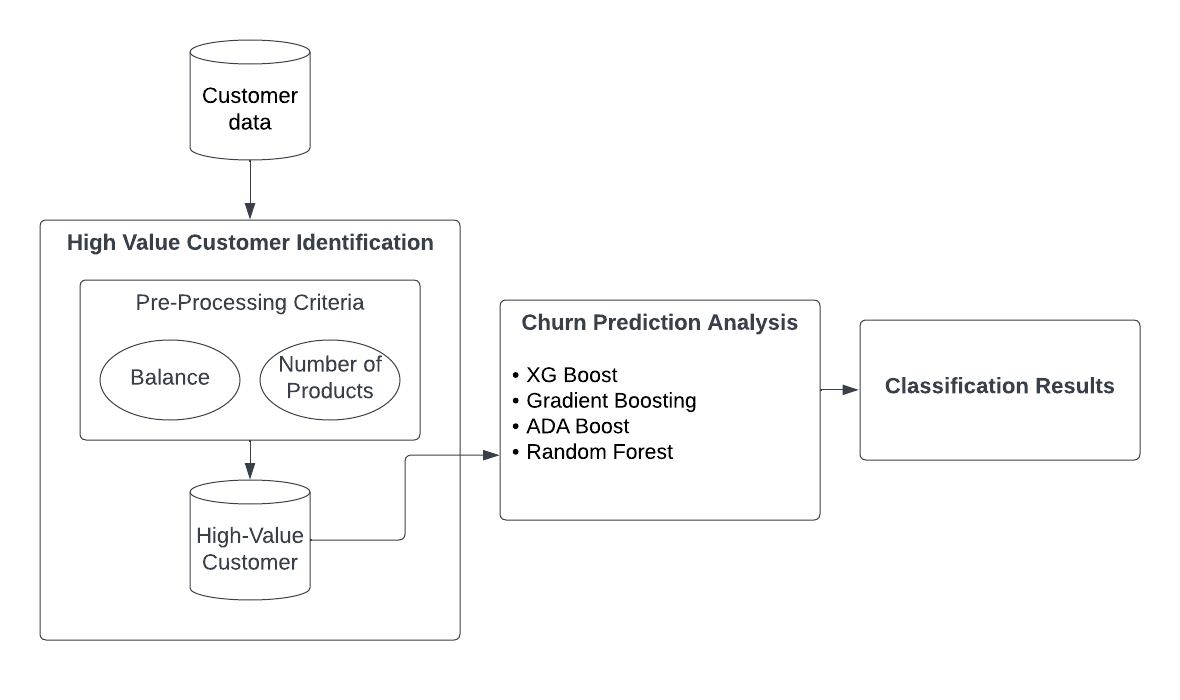 Customer
data
High Value Customer Identification
Pre-Processing Criteria
Balance
Number of
Products
High-Value
Customer
Churn Prediction Analysis
• XG Boost
• Gradient Boosting
• ADA Boost
• Random Forest
Classification Results